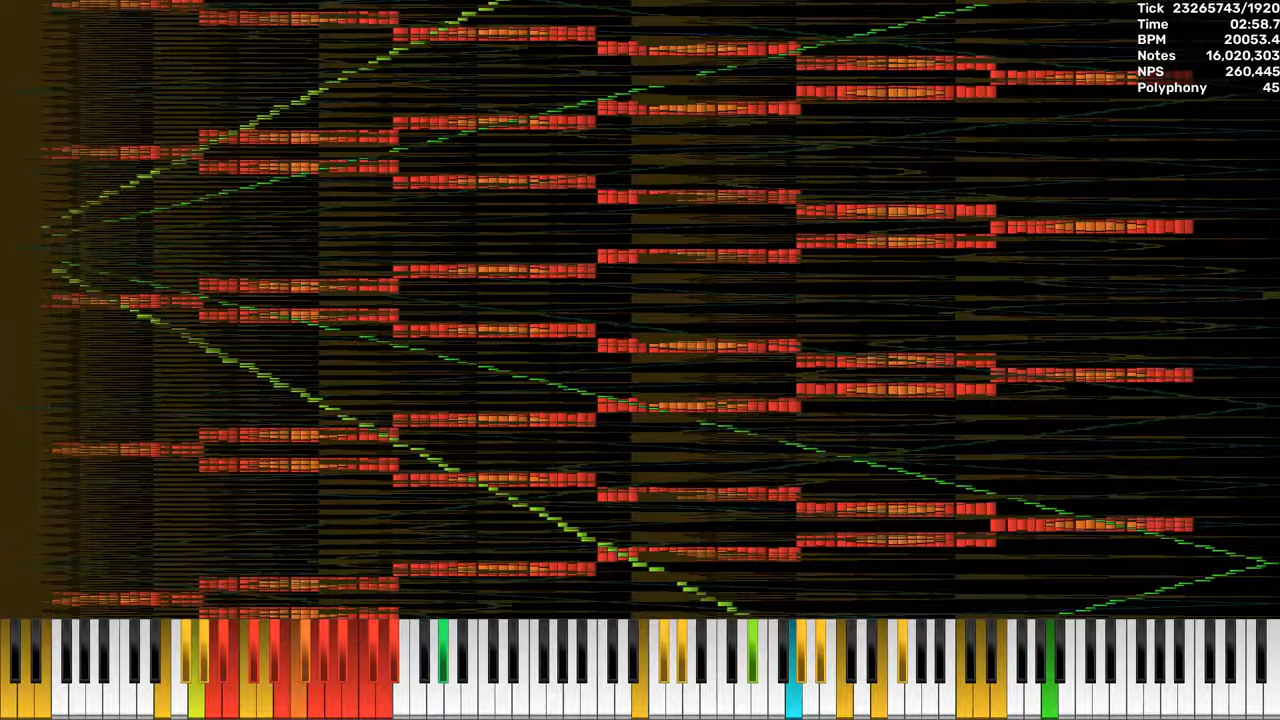 Tick 23265743/1920
Time 02:58.7
BPM 20053.4
Notes 16,020,303
NPS 260,445
Polyphony 45